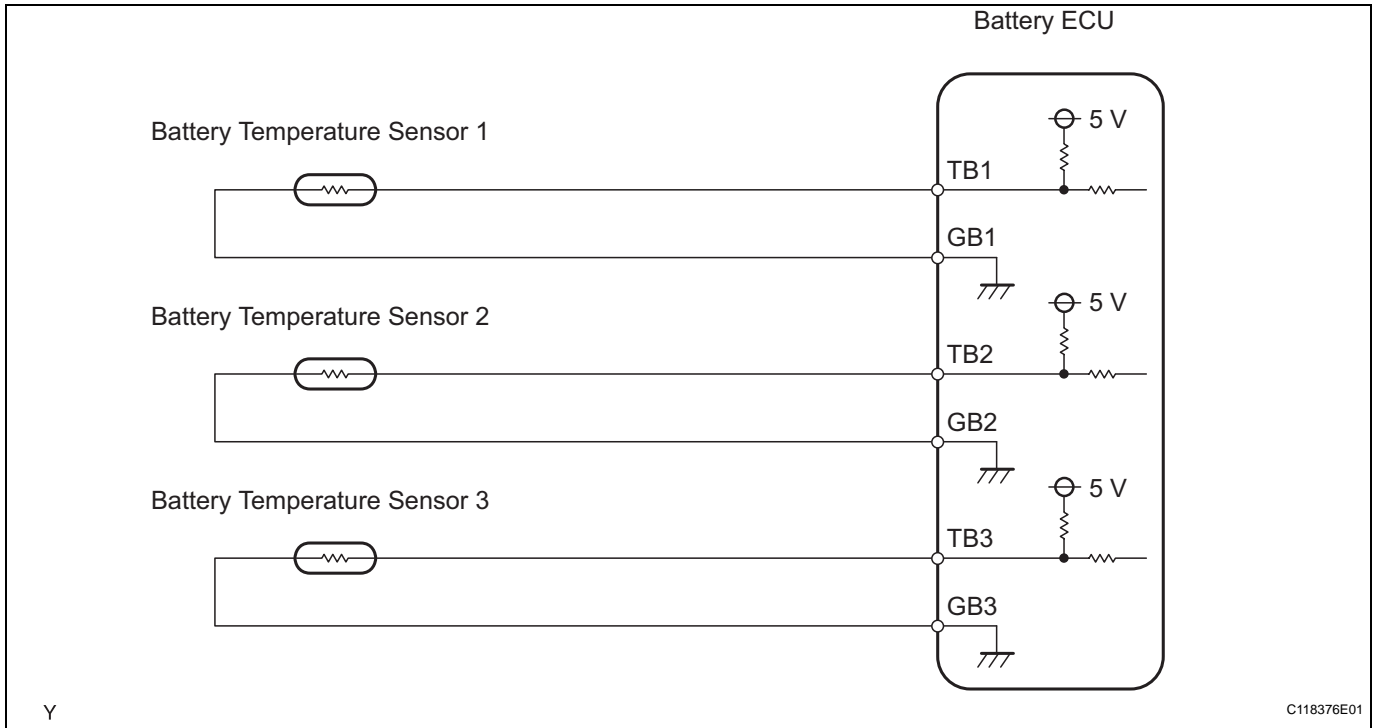 Battery ECU
5 V
Battery Temperature Sensor 1
TB1
GB1
5 V
Battery Temperature Sensor 2
TB2
GB2
5 V
Battery Temperature Sensor 3
TB3
GB3
Y
C118376E01